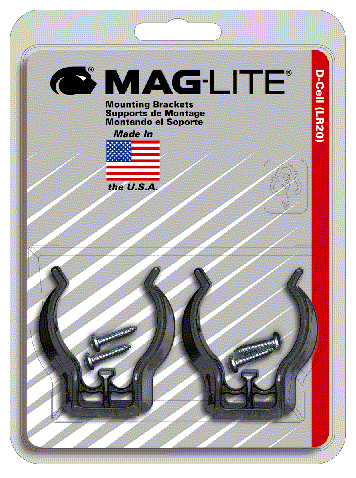 MAG-LITE®
Mounting Brackets
Supports de Montage
Montando el Soporte
Made In
the U.S.A.
D-Cell (LR20)